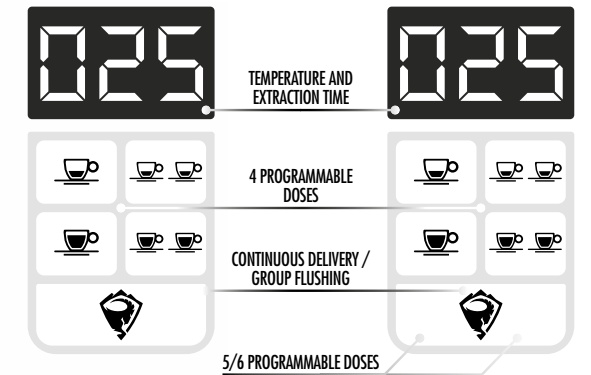 025 025
TEMPERATURE AND
EXTRACTION TIME
4 PROGRAMMABLE
DOSES
CONTINUOUS DELIVERY /
GROUP FLUSHING
5/6 PROGRAMMABLE DOSES